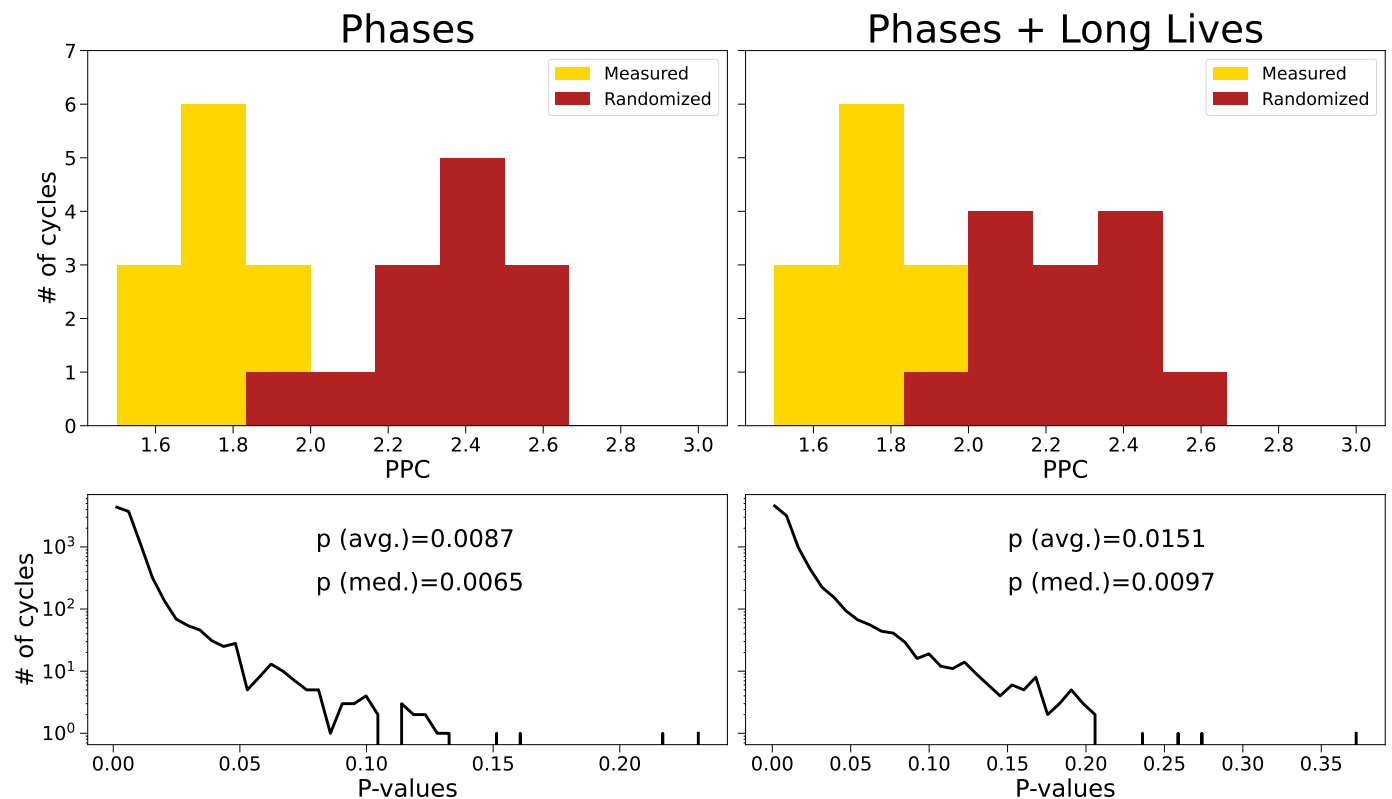 Phases
Phases + Long Lives
7
6
5
4
3
2
1
0
# of cycles
Measured
Randomized
1.6 1.8 2.0 2.2 2.4 2.6 2.8 3.0
PPC
Measured
Randomized
1.6 1.8 2.0 2.2 2.4 2.6 2.8 3.0
PPC
10³
10²
10¹
10⁰
# of cycles
p (avg.)=0.0087
p (med.)=0.0065
0.00 0.05 0.10 0.15 0.20
P-values
p (avg.)=0.0151
p (med.)=0.0097
0.00 0.05 0.10 0.15 0.20 0.25 0.30 0.35
P-values